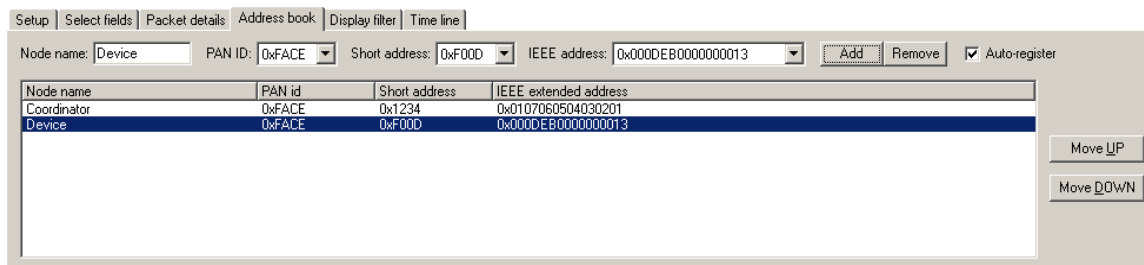 Setup Select fields Packet details Address book Display filter Time line
Node name: Device PAN ID: 0xFACE Short address: 0xF00D IEEE address: 0x000DEB0000000013 Add Remove Auto-register
Node name PAN id Short address IEEE extended address
Coordinator 0xFACE 0x1234 0x0107060504030201
Device 0xFACE 0xF00D 0x000DEB0000000013
Move UP
Move DOWN